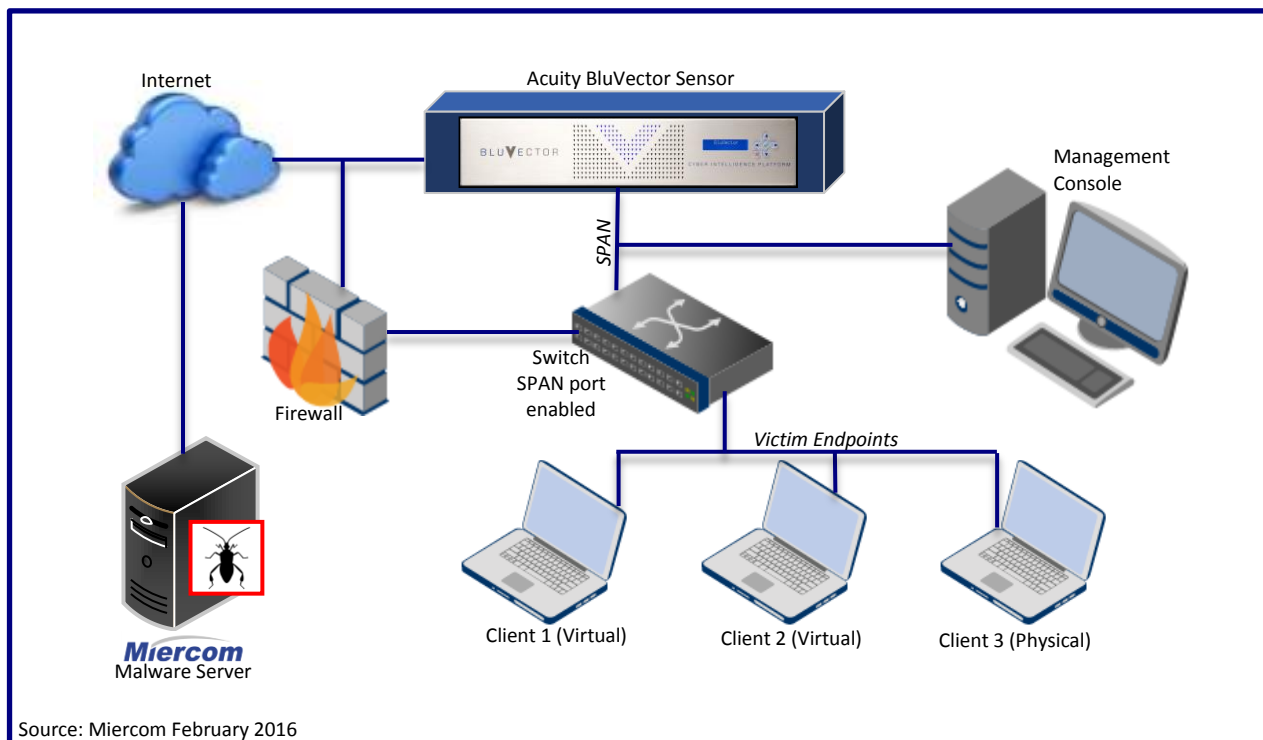 Internet
Acuity BluVector Sensor
BLUVECTOR
BluVector
CYBER INTELLIGENCE PLATFORM
Management
Console
SPAN
Switch
SPAN port
enabled
Firewall
Victim Endpoints
Client 1 (Virtual)
Client 2 (Virtual)
Client 3 (Physical)
Miercom
Malware Server
Source: Miercom February 2016